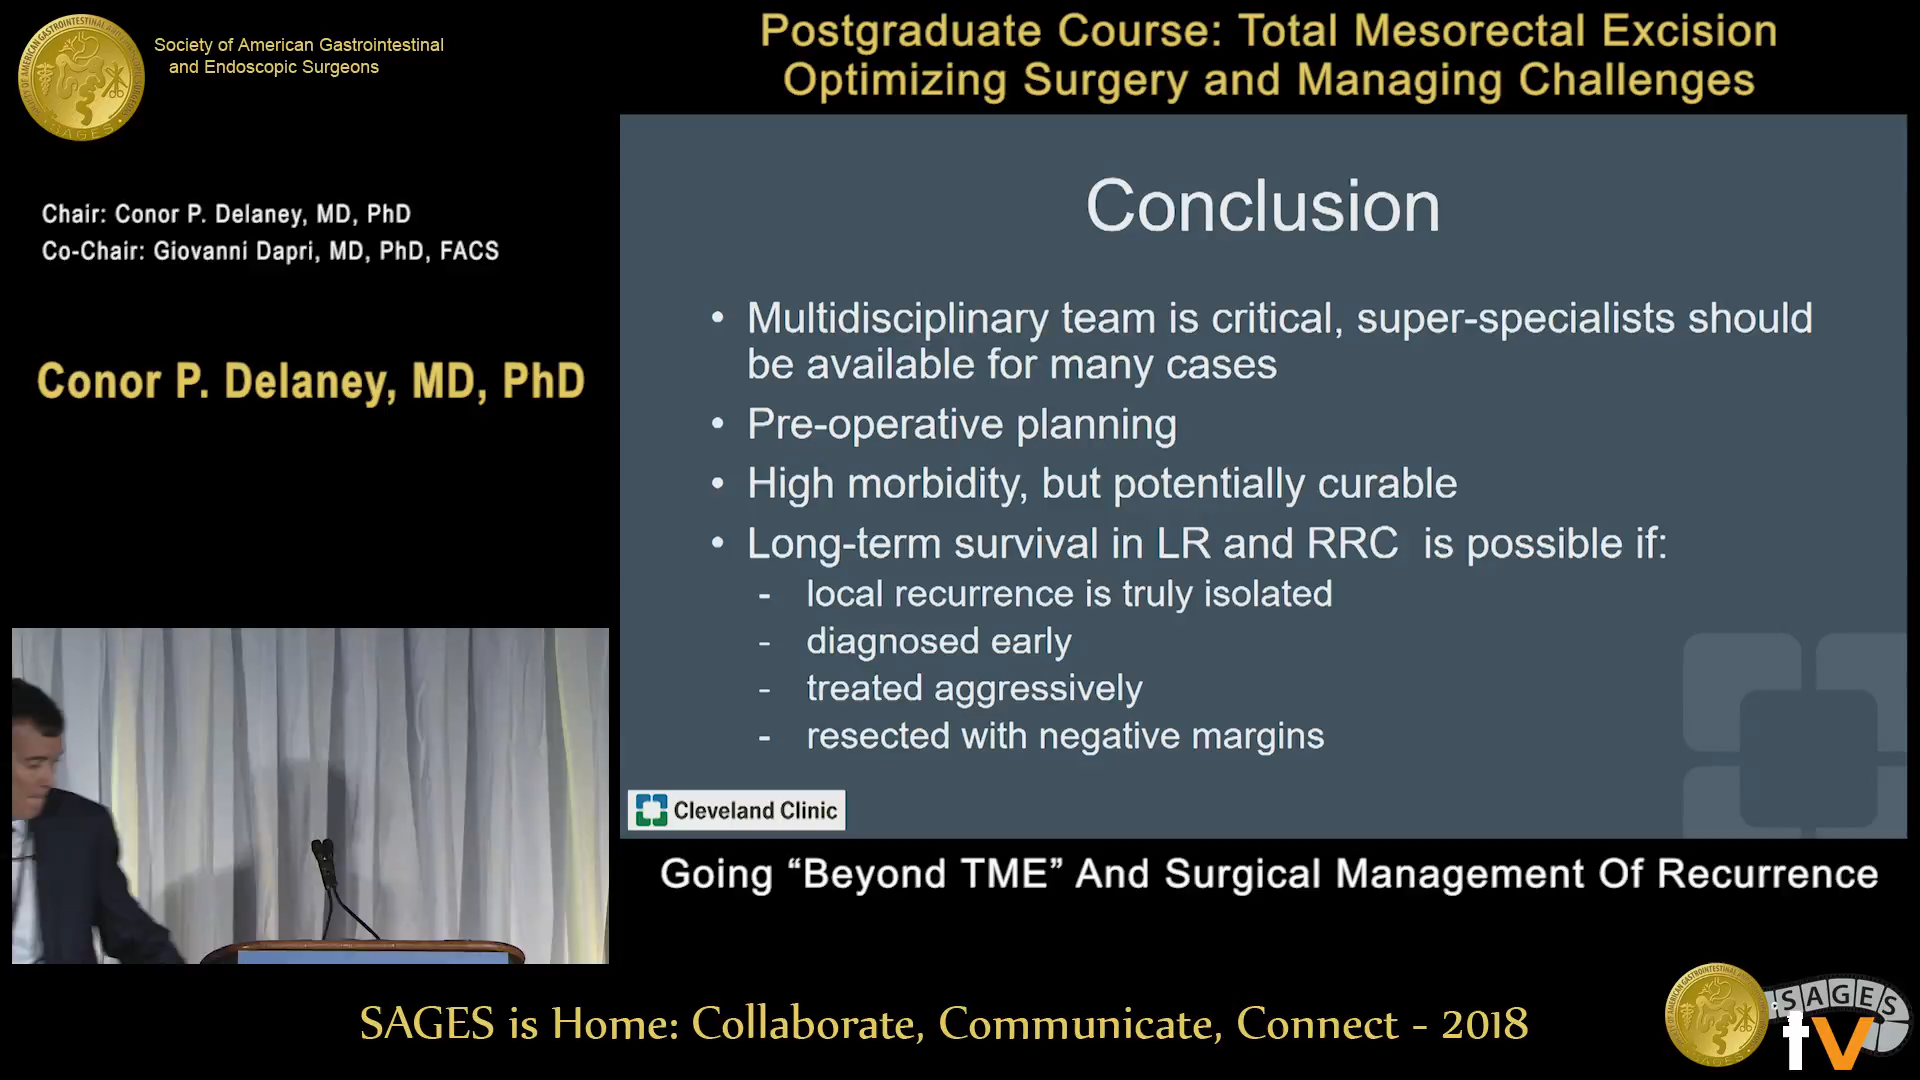 Society of American Gastrointestinal
and Endoscopic Surgeons
Postgraduate Course: Total Mesorectal Excision
Optimizing Surgery and Managing Challenges
Chair: Conor P. Delaney, MD, PhD
Co-Chair: Giovanni Dapri, MD, PhD, FACS
Conor P. Delaney, MD, PhD
Conclusion
• Multidisciplinary team is critical, super-specialists should
be available for many cases
• Pre-operative planning
• High morbidity, but potentially curable
• Long-term survival in LR and RRC is possible if:
- local recurrence is truly isolated
- diagnosed early
- treated aggressively
- resected with negative margins
Cleveland Clinic
Going “Beyond TME” And Surgical Management Of Recurrence
SAGES is Home: Collaborate, Communicate, Connect - 2018
SAGES
tv